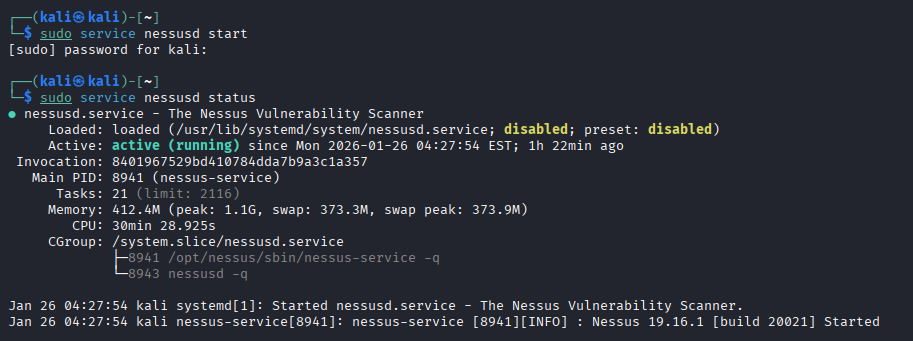 ┌──(kali㉿kali)-[~]
└─$ sudo service nessusd start
[sudo] password for kali:
┌──(kali㉿kali)-[~]
└─$ sudo service nessusd status
● nessusd.service - The Nessus Vulnerability Scanner
Loaded: loaded (/usr/lib/systemd/system/nessusd.service; disabled; preset: disabled)
Active: active (running) since Mon 2026-01-26 04:27:54 EST; 1h 22min ago
Invocation: 8401967529bd410784dda7b9a3c1a357
Main PID: 8941 (nessus-service)
Tasks: 21 (limit: 2116)
Memory: 412.4M (peak: 1.1G, swap: 373.3M, swap peak: 373.9M)
CPU: 30min 28.925s
CGroup: /system.slice/nessusd.service
├─8941 /opt/nessus/sbin/nessus-service -q
└─8943 nessusd -q
Jan 26 04:27:54 kali systemd[1]: Started nessusd.service - The Nessus Vulnerability Scanner.
Jan 26 04:27:54 kali nessus-service[8941]: nessus-service [8941][INFO] : Nessus 19.16.1 [build 20021] Started